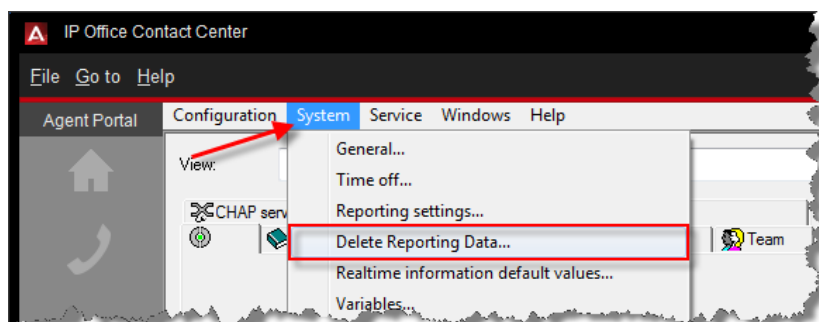 IP Office Contact Center
File Go to Help
Agent Portal
Configuration System Service Windows Help
View:
General...
Time off...
CHAP serv
Reporting settings...
Delete Reporting Data...
Team
Realtime information default values...
Variables...